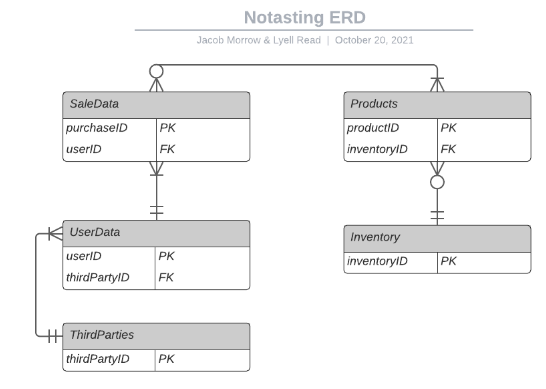 Notasting ERD
Jacob Morrow & Lyell Read | October 20, 2021
SaleData
purchaseID PK
userID FK
Products
productID PK
inventoryID FK
UserData
userID PK
thirdPartyID FK
Inventory
inventoryID PK
ThirdParties
thirdPartyID PK